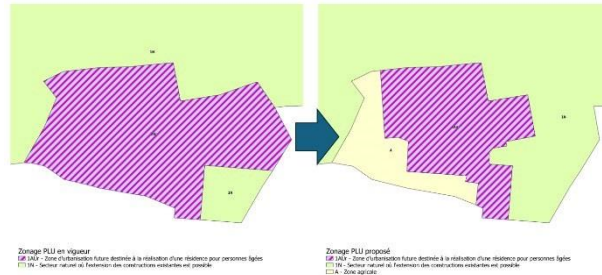 Zonage PLU en vigueur
1AUr - Zone d'urbanisation future destinée à la réalisation d'une résidence pour personnes âgées
1N - Secteur naturel où l'extension des constructions existantes est possible
Zonage PLU proposé
1AUr - Zone d'urbanisation future destinée à la réalisation d'une résidence pour personnes âgées
1N - Secteur naturel où l'extension des constructions existantes est possible
A - Zone agricole